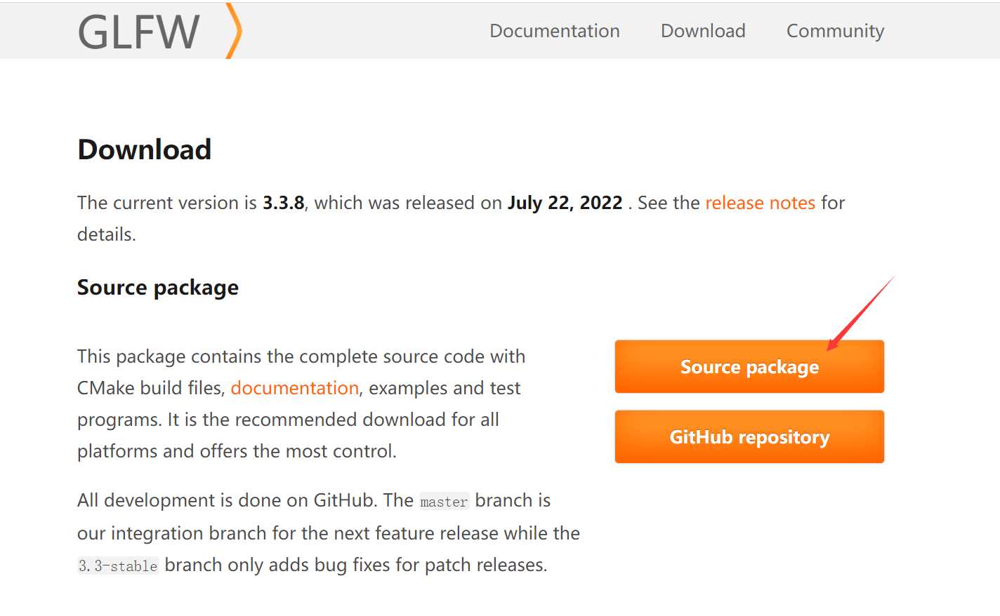 GLFW
Documentation
Download
Community
Download
The current version is 3.3.8, which was released on July 22, 2022 . See the release notes for
details.
Source package
This package contains the complete source code with
CMake build files, documentation, examples and test
programs. It is the recommended download for all
platforms and offers the most control.
Source package
GitHub repository
All development is done on GitHub. The master branch is
our integration branch for the next feature release while the
3.3-stable branch only adds bug fixes for patch releases.